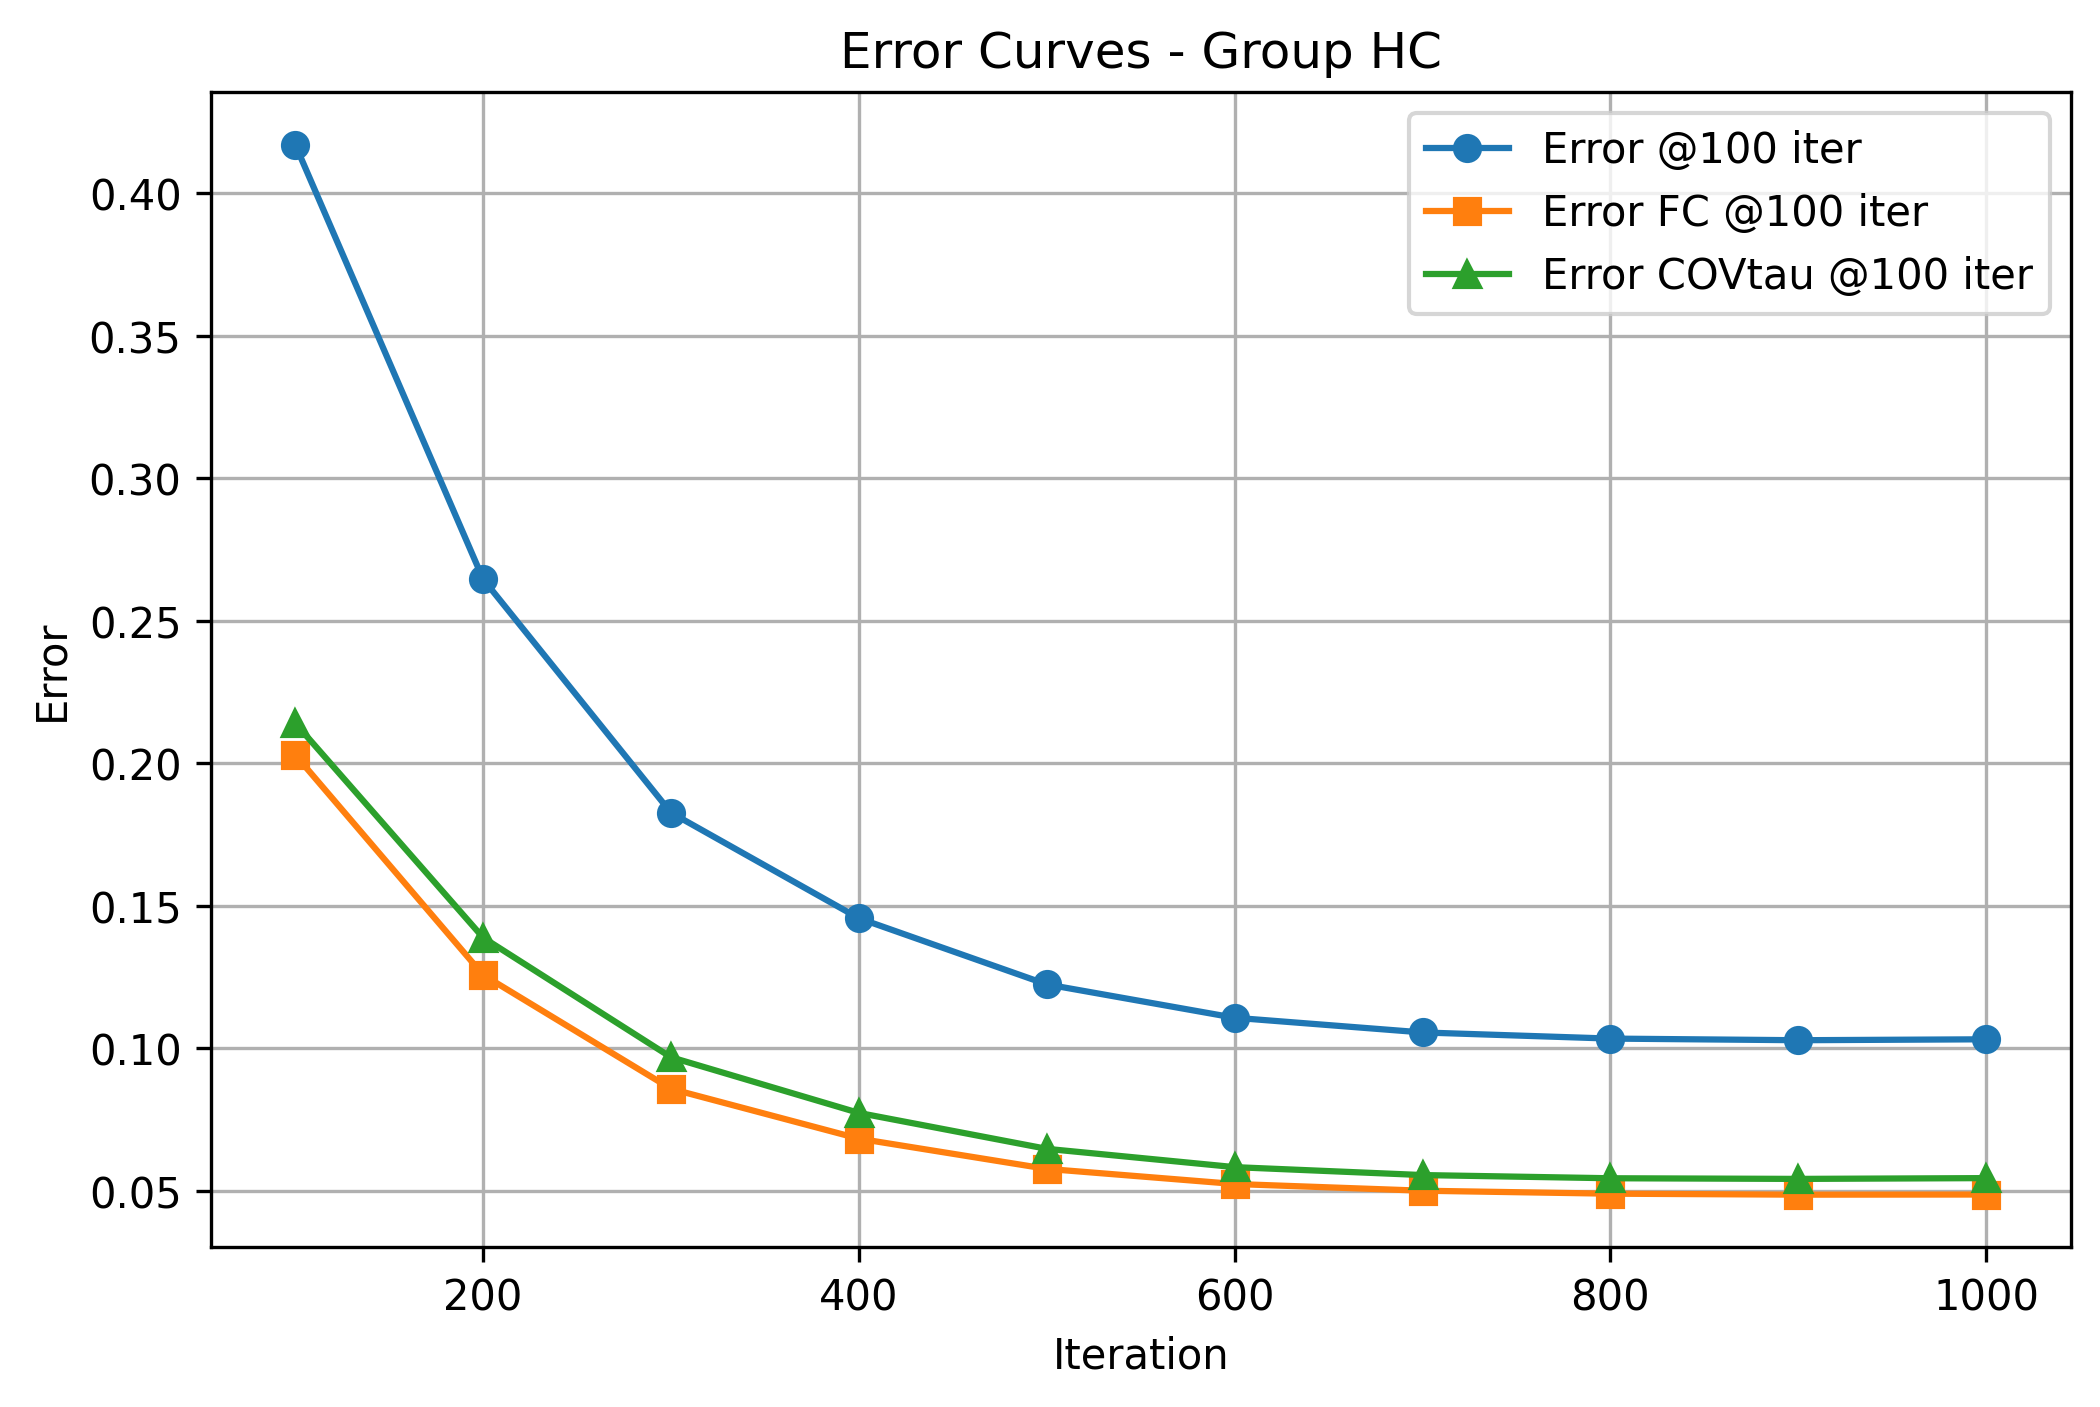 Error Curves - Group HC
Error @100 iter
Error FC @100 iter
Error COVtau @100 iter
Error
0.40
0.35
0.30
0.25
0.20
0.15
0.10
0.05
200 400 600 800 1000
Iteration